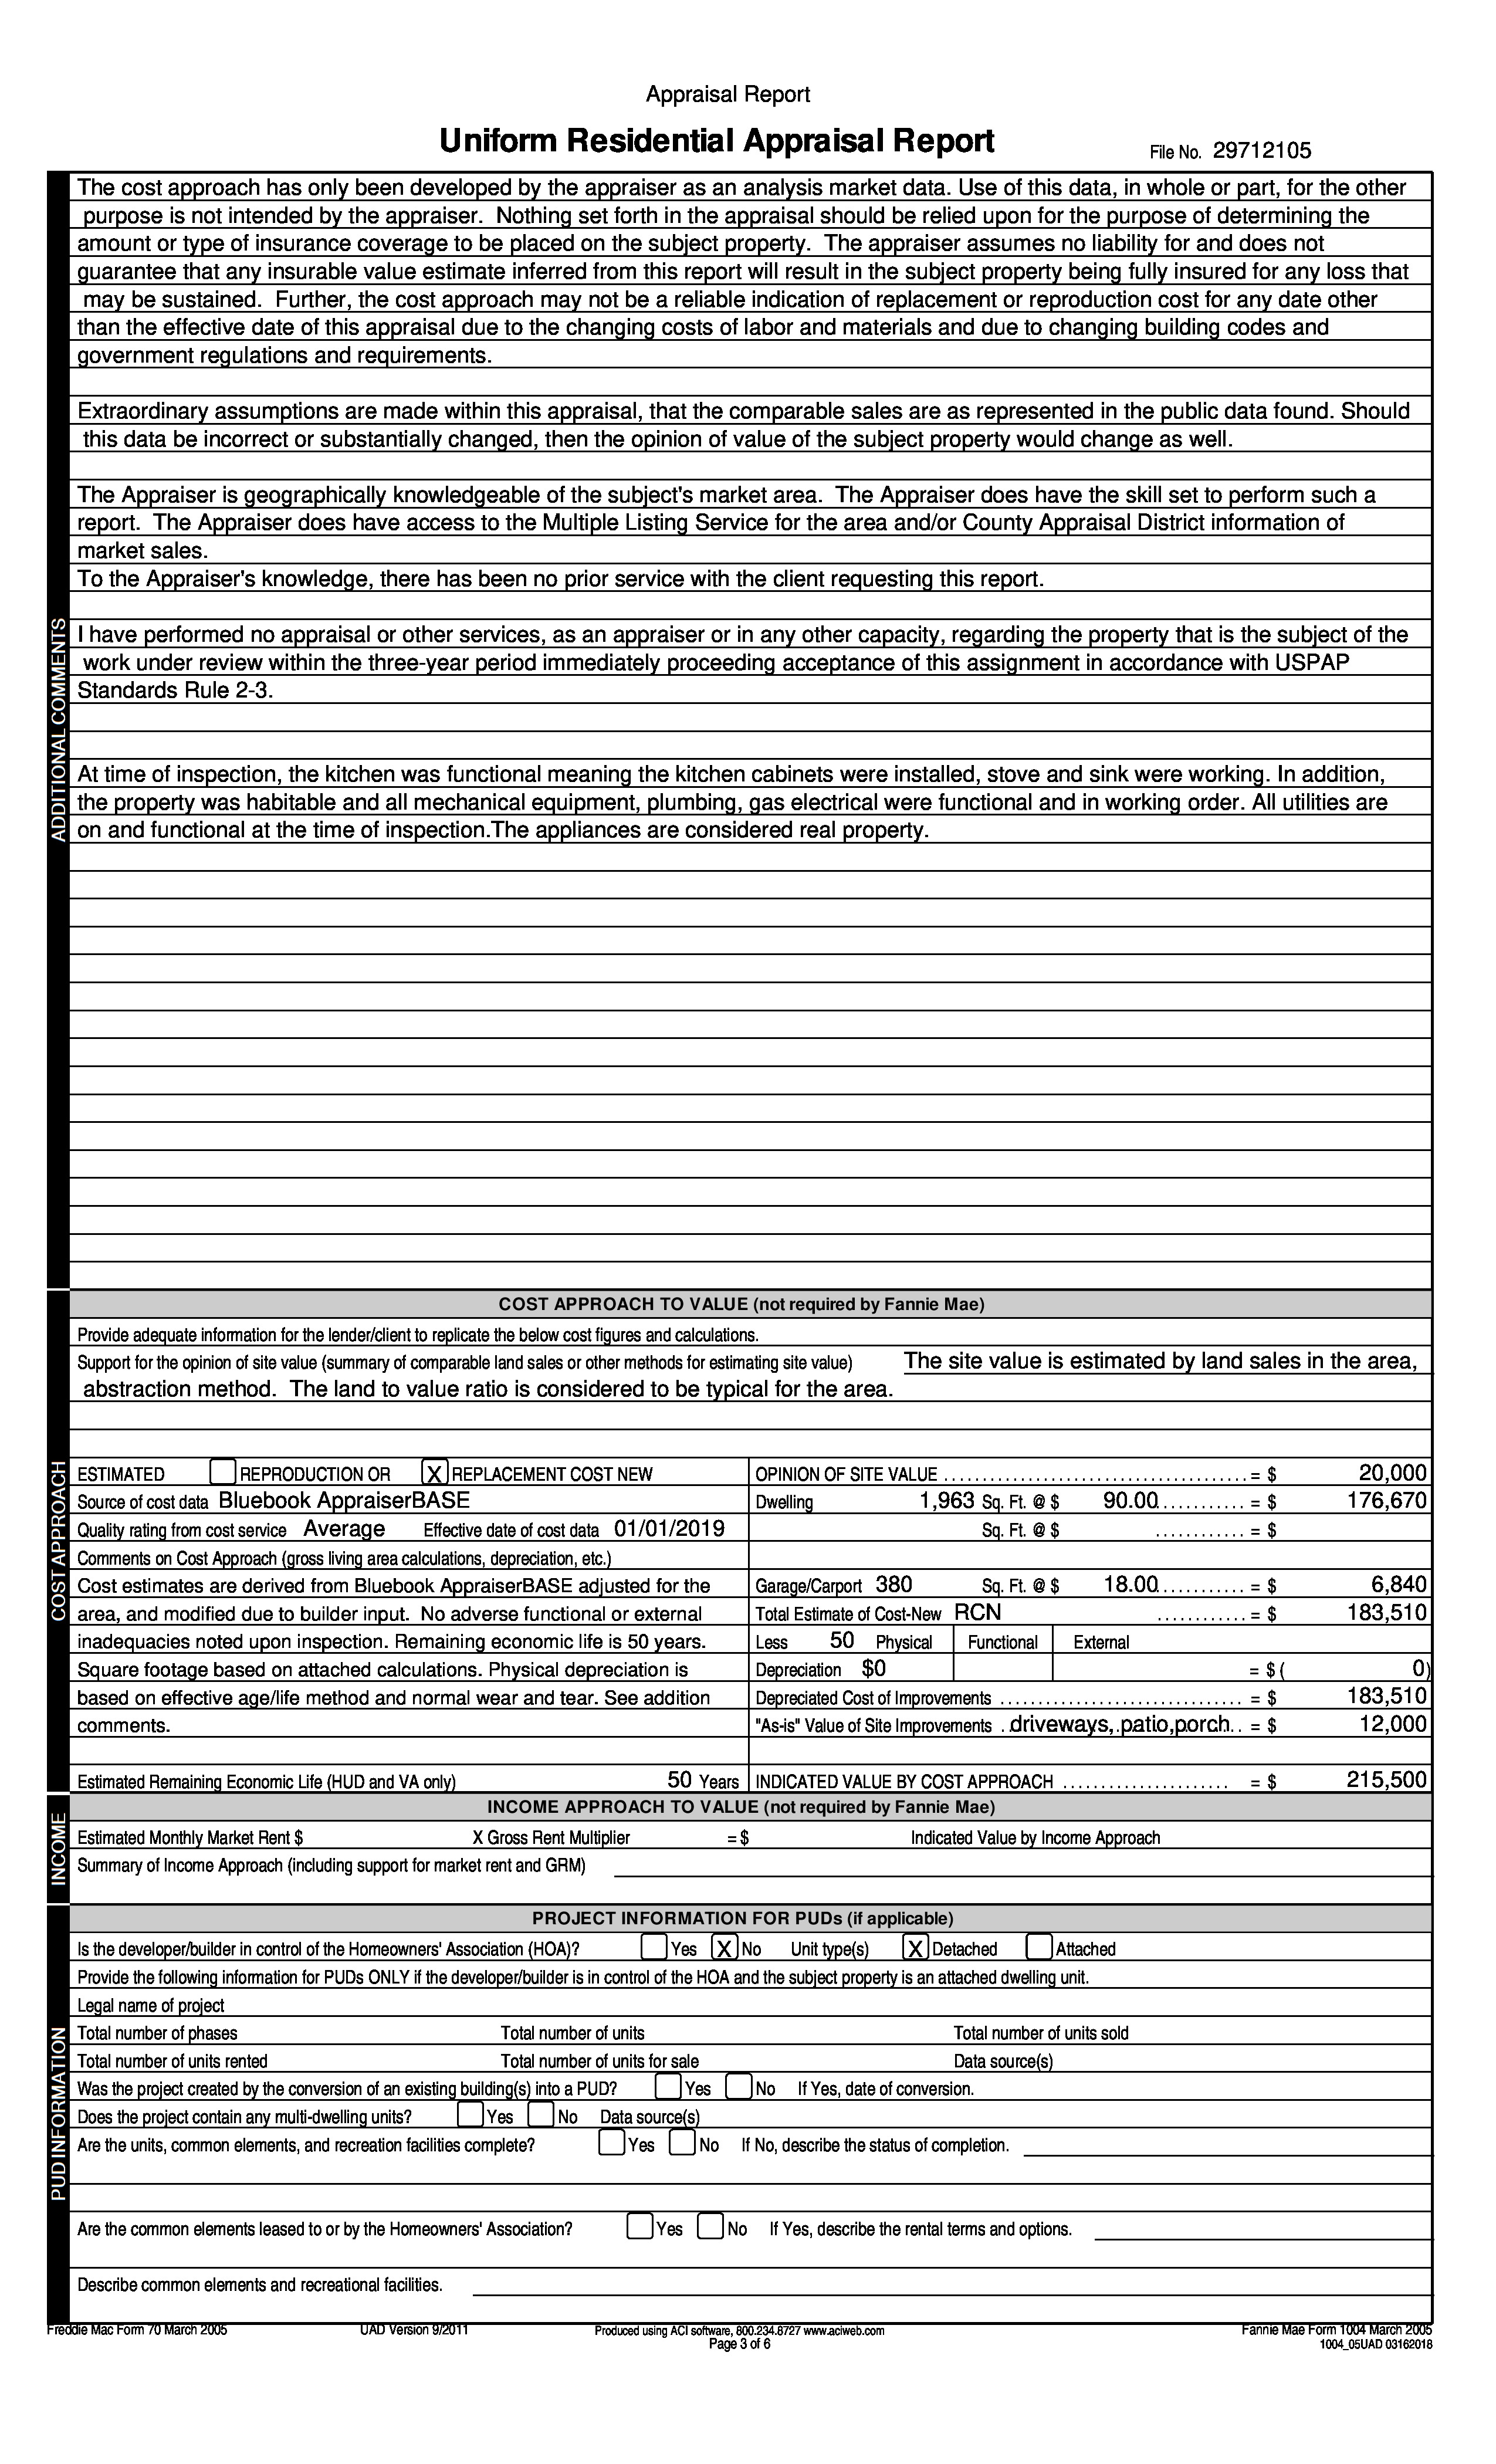 Appraisal Report
Uniform Residential Appraisal Report
File No. 29712105
The cost approach has only been developed by the appraiser as an analysis market data. Use of this data, in whole or part, for the other
purpose is not intended by the appraiser. Nothing set forth in the appraisal should be relied upon for the purpose of determining the
amount or type of insurance coverage to be placed on the subject property. The appraiser assumes no liability for and does not
guarantee that any insurable value estimate inferred from this report will result in the subject property being fully insured for any loss that
may be sustained. Further, the cost approach may not be a reliable indication of replacement or reproduction cost for any date other
than the effective date of this appraisal due to the changing costs of labor and materials and due to changing building codes and
government regulations and requirements.
Extraordinary assumptions are made within this appraisal, that the comparable sales are as represented in the public data found. Should
this data be incorrect or substantially changed, then the opinion of value of the subject property would change as well.
The Appraiser is geographically knowledgeable of the subject's market area. The Appraiser does have the skill set to perform such a
report. The Appraiser does have access to the Multiple Listing Service for the area and/or County Appraisal District information of
market sales.
To the Appraiser's knowledge, there has been no prior service with the client requesting this report.
I have performed no appraisal or other services, as an appraiser or in any other capacity, regarding the property that is the subject of the
work under review within the three-year period immediately proceeding acceptance of this assignment in accordance with USPAP
Standards Rule 2-3.
At time of inspection, the kitchen was functional meaning the kitchen cabinets were installed, stove and sink were working. In addition,
the property was habitable and all mechanical equipment, plumbing, gas electrical were functional and in working order. All utilities are
on and functional at the time of inspection.The appliances are considered real property.
ADDITIONAL COMMENTS
COST APPROACH TO VALUE (not required by Fannie Mae)
Provide adequate information for the lender/client to replicate the below cost figures and calculations.
Support for the opinion of site value (summary of comparable land sales or other methods for estimating site value) The site value is estimated by land sales in the area,
abstraction method. The land to value ratio is considered to be typical for the area.
COST APPROACH
ESTIMATED REPRODUCTION OR X REPLACEMENT COST NEW
Source of cost data Bluebook AppraiserBASE
Quality rating from cost service Average Effective date of cost data 01/01/2019
Comments on Cost Approach (gross living area calculations, depreciation, etc.)
Cost estimates are derived from Bluebook AppraiserBASE adjusted for the
area, and modified due to builder input. No adverse functional or external
inadequacies noted upon inspection. Remaining economic life is 50 years.
Square footage based on attached calculations. Physical depreciation is
based on effective age/life method and normal wear and tear. See addition
comments.
Estimated Remaining Economic Life (HUD and VA only) 50 Years
OPINION OF SITE VALUE ........................................ = $ 20,000
Dwelling 1,963 Sq. Ft. @ $ 90.00 ............ = $ 176,670
Sq. Ft. @ $ ............ = $
Garage/Carport 380 Sq. Ft. @ $ 18.00 ............ = $ 6,840
Total Estimate of Cost-New RCN ............ = $ 183,510
Less 50 Physical Functional External
Depreciation $0 = $ ( 0)
Depreciated Cost of Improvements ................................ = $ 183,510
"As-is" Value of Site Improvements . driveways, patio,porch . . = $ 12,000
INDICATED VALUE BY COST APPROACH ...................... = $ 215,500
INCOME
INCOME APPROACH TO VALUE (not required by Fannie Mae)
Estimated Monthly Market Rent $ X Gross Rent Multiplier = $ Indicated Value by Income Approach
Summary of Income Approach (including support for market rent and GRM)
PUD INFORMATION
PROJECT INFORMATION FOR PUDs (if applicable)
Is the developer/builder in control of the Homeowners' Association (HOA)? Yes X No Unit type(s) X Detached Attached
Provide the following information for PUDs ONLY if the developer/builder is in control of the HOA and the subject property is an attached dwelling unit.
Legal name of project
Total number of phases Total number of units Total number of units sold
Total number of units rented Total number of units for sale Data source(s)
Was the project created by the conversion of an existing building(s) into a PUD? Yes No If Yes, date of conversion.
Does the project contain any multi-dwelling units? Yes No Data source(s)
Are the units, common elements, and recreation facilities complete? Yes No If No, describe the status of completion.
Are the common elements leased to or by the Homeowners' Association? Yes No If Yes, describe the rental terms and options.
Describe common elements and recreational facilities.
Freddie Mac Form 70 March 2005 UAD Version 9/2011 Produced using ACI software, 800.234.8727 www.aciweb.com Fannie Mae Form 1004 March 2005
Page 3 of 6 1004_05UAD 03162018